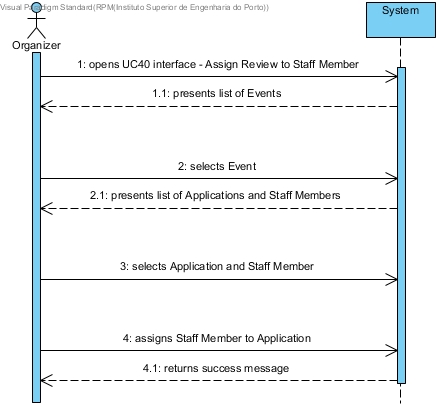 Visual Paradigm Standard(RPM(Instituto Superior de Engenharia do Porto))
System
Organizer
1: opens UC40 interface - Assign Review to Staff Member
1.1: presents list of Events
2: selects Event
2.1: presents list of Applications and Staff Members
3: selects Application and Staff Member
4: assigns Staff Member to Application
4.1: returns success message